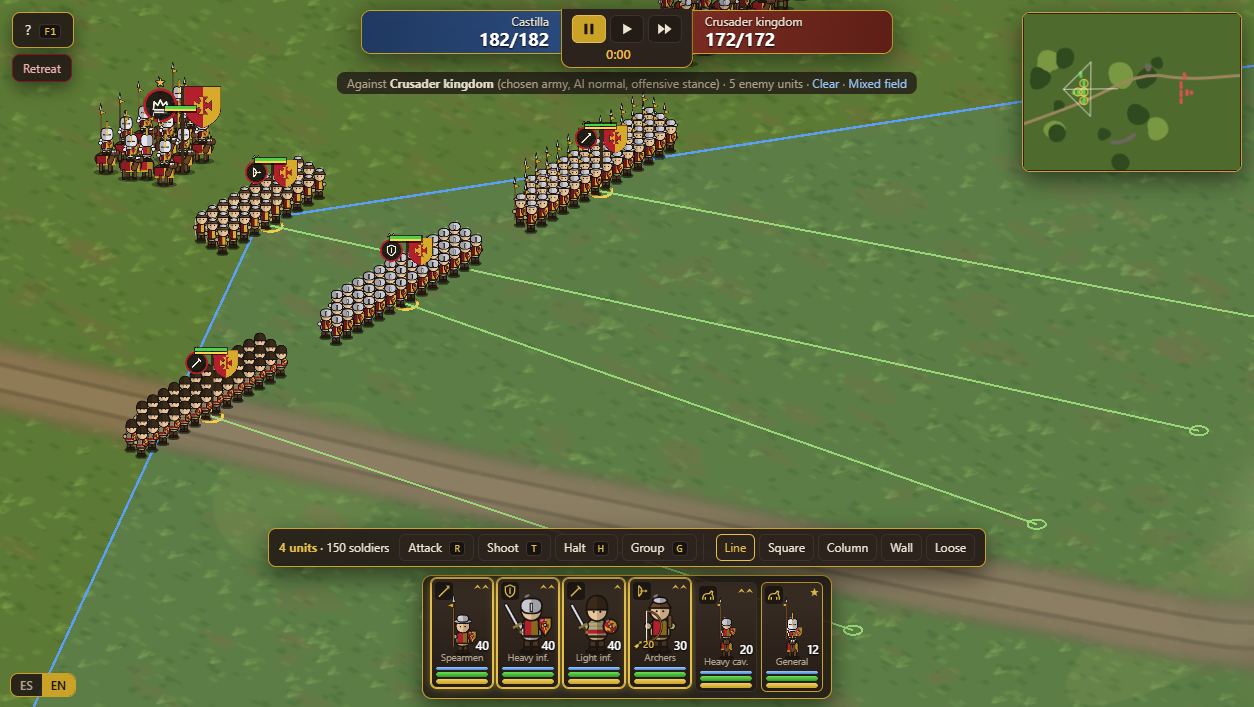 ? F1
Retreat
Castilla
182/182
0:00
Crusader kingdom
172/172
Against Crusader kingdom (chosen army, AI normal, offensive stance) · 5 enemy units · Clear · Mixed field
4 units · 150 soldiers
Attack R
Shoot T
Halt H
Group G
Line
Square
Column
Wall
Loose
40
Spearmen
40
Heavy inf.
40
Light inf.
20
30
Archers
20
Heavy cav.
12
General
ES EN